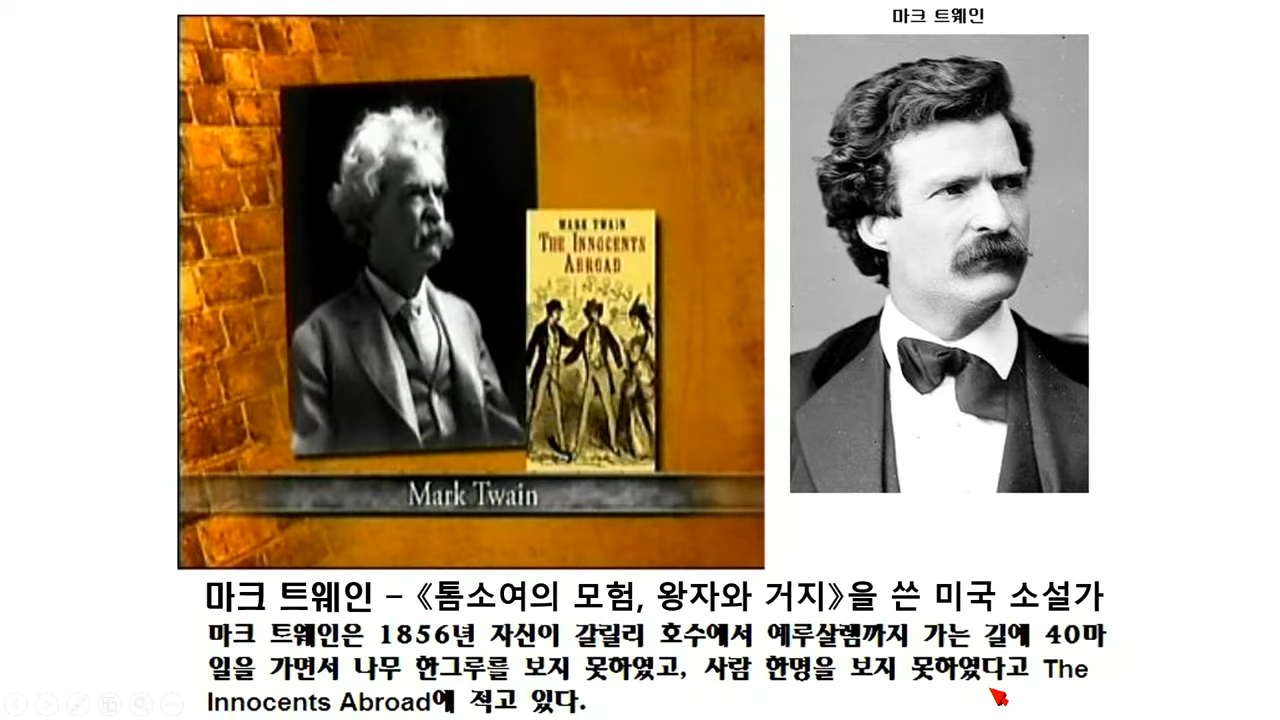 마크 트웨인
MARK TWAIN
THE INNOCENTS
ABROAD
Mark Twain
마크 트웨인 – 《톰소여의 모험, 왕자와 거지》을 쓴 미국 소설가
마크 트웨인은 1856년 자신이 갈릴리 호수에서 예루살렘까지 가는 길에 40마
일을 가면서 나무 한그루를 보지 못하였고, 사람 한명을 보지 못하였다고 The
Innocents Abroad에 적고 있다.